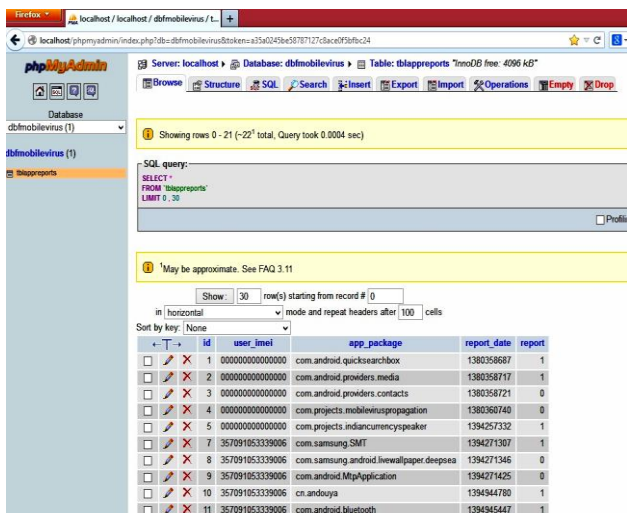 Firefox
localhost / localhost / dbfmobilevirus / t...
localhost/phpmyadmin/index.php?db=dbfmobilevirus&token=a35a0245be58787127c8ace0f5bfbc24
phpMyAdmin
Server: localhost ▸ Database: dbfmobilevirus ▸ Table: tblappreports "InnoDB free: 4096 kB"
Browse Structure SQL Search Insert Export Import Operations Empty Drop
Database
dbfmobilevirus (1)
dbfmobilevirus (1)
tblappreports
Showing rows 0 - 21 (~22¹ total, Query took 0.0004 sec)
SQL query:
SELECT *
FROM `tblappreports`
LIMIT 0 , 30
Profili
¹May be approximate. See FAQ 3.11
Show : 30 row(s) starting from record # 0
in horizontal mode and repeat headers after 100 cells
Sort by key: None
←T→ id user_imei app_package report_date report
1 000000000000000 com.android.quicksearchbox 1380358687 1
2 000000000000000 com.android.providers.media 1380358717 1
3 000000000000000 com.android.providers.contacts 1380358721 0
4 000000000000000 com.projects.mobileviruspropagation 1380360740 0
5 000000000000000 com.projects.indiancurrencyspeaker 1394257332 1
7 357091053339006 com.samsung.SMT 1394271307 1
8 357091053339006 com.samsung.android.livewallpaper.deepsea 1394271346 0
9 357091053339006 com.android.MtpApplication 1394271425 0
10 357091053339006 cn.andouya 1394944780 1
11 357091053339006 com.android.bluetooth 1394945447 1